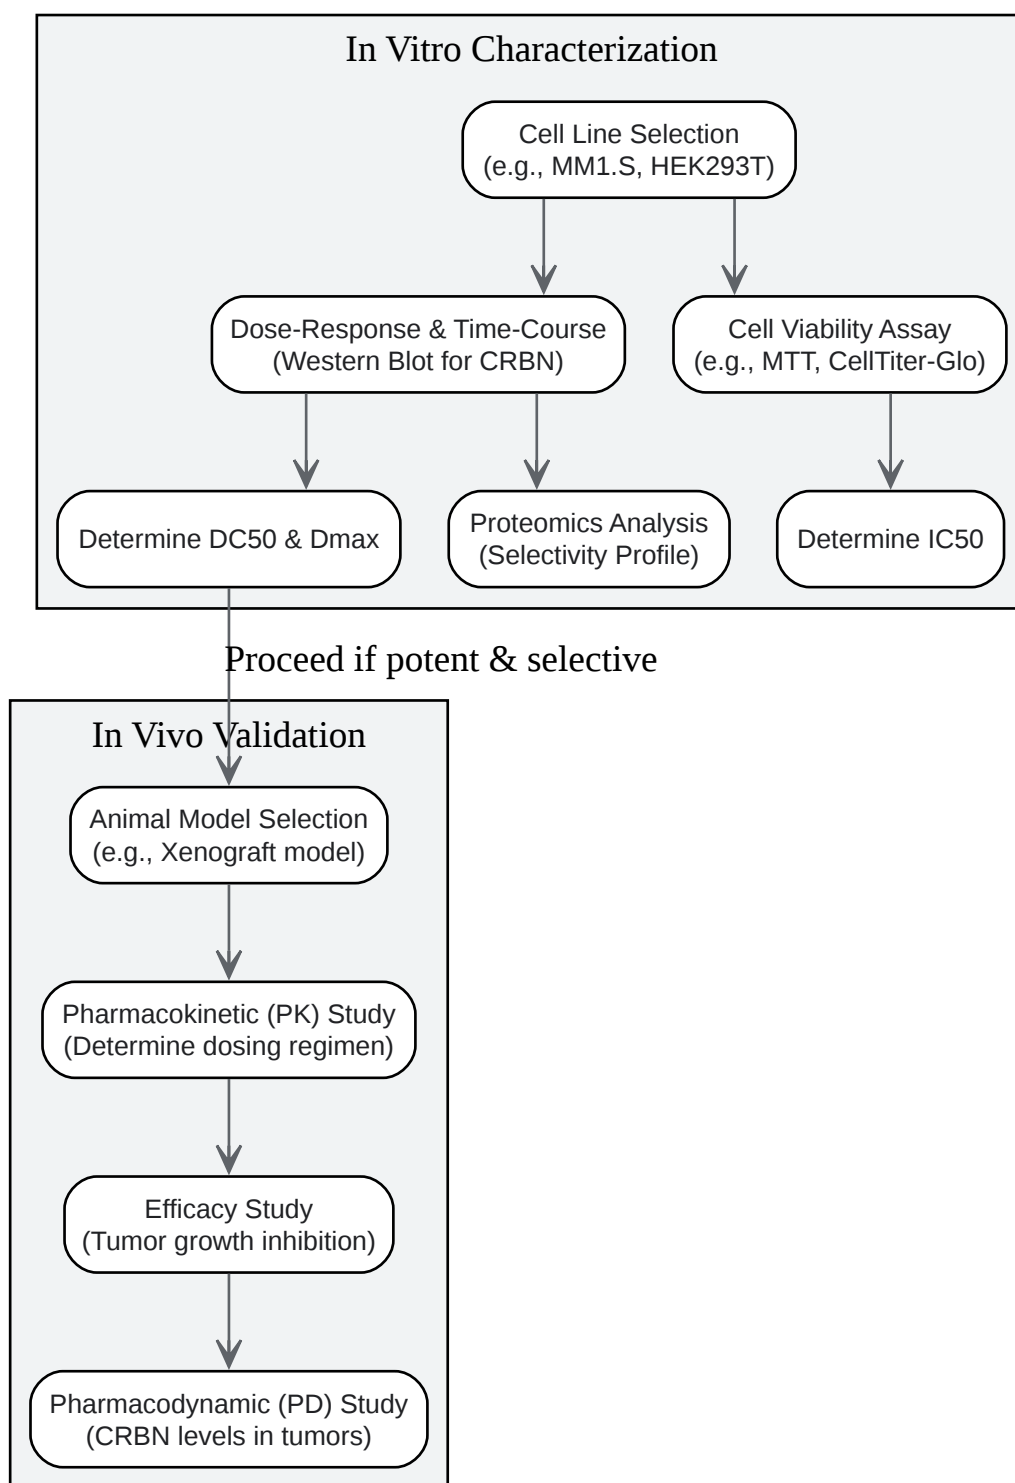 In Vitro Characterization
Cell Line Selection
(e.g., MM1.S, HEK293T)
Dose-Response & Time-Course
(Western Blot for CRBN)
Cell Viability Assay
(e.g., MTT, CellTiter-Glo)
Determine DC50 & Dmax
Proteomics Analysis
(Selectivity Profile)
Determine IC50
Proceed if potent & selective
In Vivo Validation
Animal Model Selection
(e.g., Xenograft model)
Pharmacokinetic (PK) Study
(Determine dosing regimen)
Efficacy Study
(Tumor growth inhibition)
Pharmacodynamic (PD) Study
(CRBN levels in tumors)